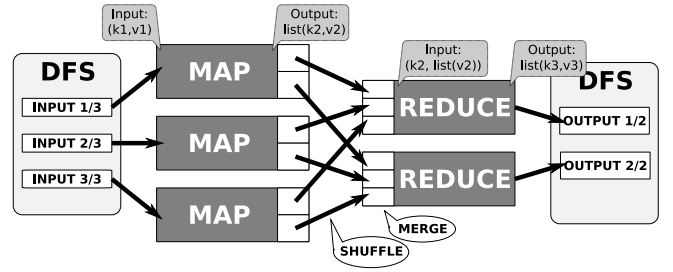 Input:
(k1,v1)
Output:
list(k2,v2)
Input:
(k2, list(v2))
Output:
list(k3,v3)
DFS
INPUT 1/3
INPUT 2/3
INPUT 3/3
MAP
MAP
MAP
REDUCE
REDUCE
DFS
OUTPUT 1/2
OUTPUT 2/2
SHUFFLE
MERGE